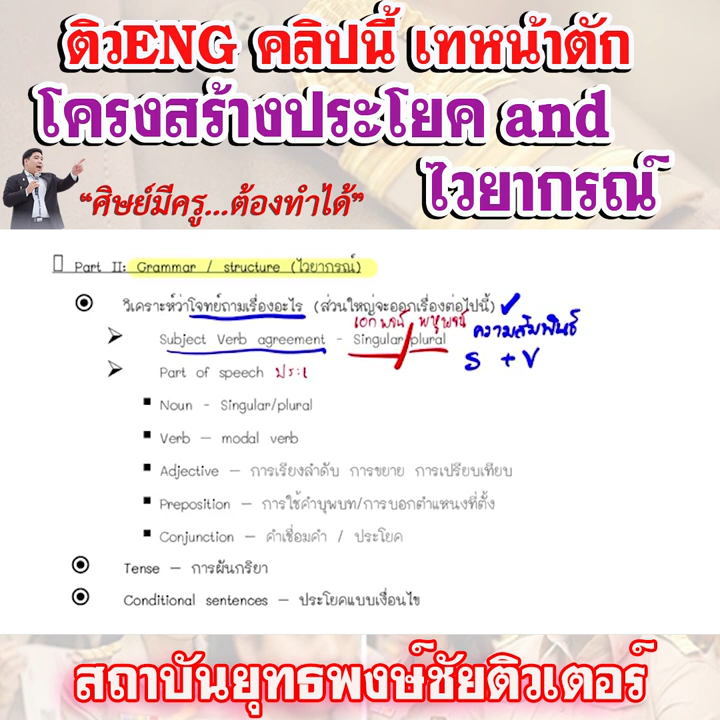 ติวENG คลิปนี้ เทหน้าตัก
โครงสร้างประโยค and
ไวยากรณ์
“ศิษย์มีครู...ต้องทำได้”
Part II: Grammar / structure (ไวยากรณ์)
วิเคราะห์ว่าโจทย์ถามเรื่องอะไร (ส่วนใหญ่จะออกเรื่องต่อไปนี้)
เอกพจน์ พหูพจน์ ความสัมพันธ์
Subject Verb agreement - Singular/plural
S + V
Part of speech ประเ
Noun - Singular/plural
Verb – modal verb
Adjective – การเรียงลำดับ การขยาย การเปรียบเทียบ
Preposition – การใช้คำบุพบท/การบอกตำแหน่งที่ตั้ง
Conjunction – คำเชื่อมคำ / ประโยค
Tense – การผันกริยา
Conditional sentences – ประโยคแบบเงื่อนไข
สถาบันยุทธพงษ์ชัยติวเตอร์